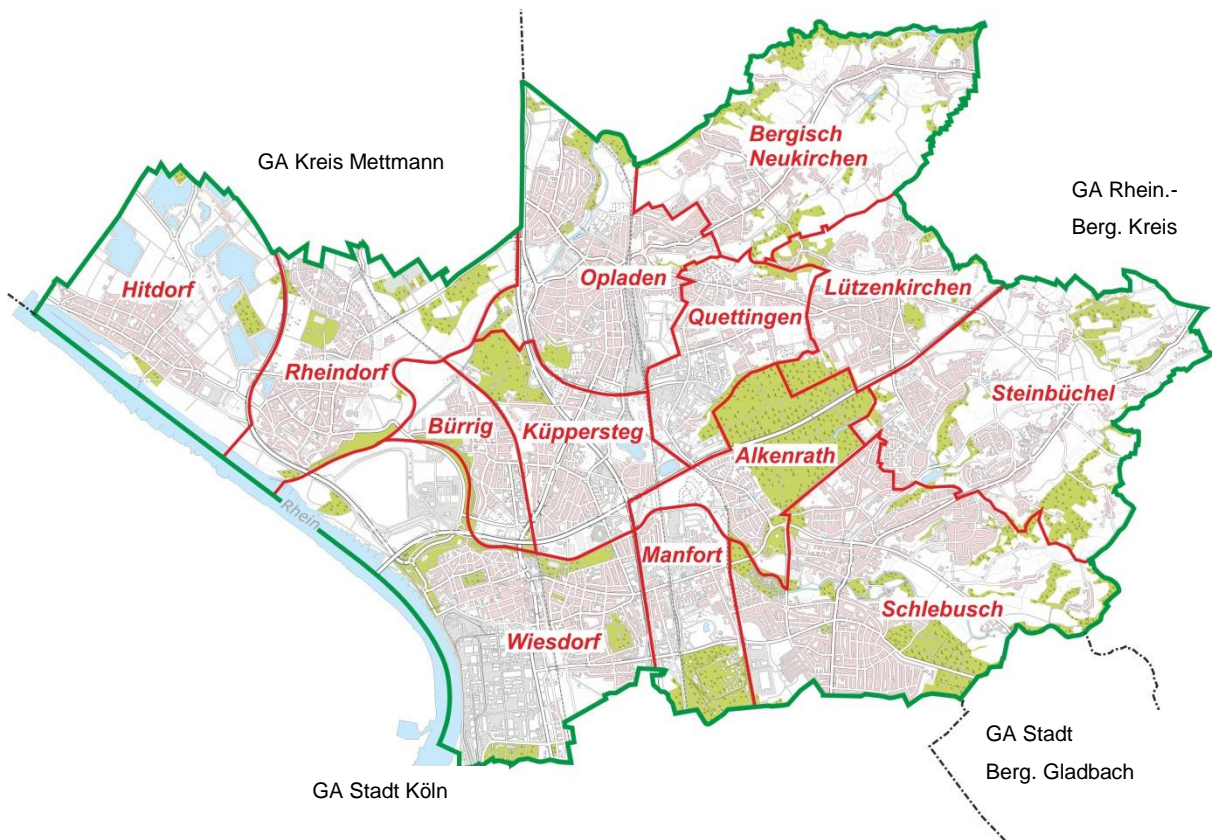 Bergisch
Neukirchen
GA Kreis Mettmann
GA Rhein.-
Berg. Kreis
Hitdorf
Opladen
Lützenkirchen
Quettingen
Rheindorf
Steinbüchel
Bürrig
Küppersteg
Alkenrath
Rhein
Manfort
Schlebusch
Wiesdorf
GA Stadt
Berg. Gladbach
GA Stadt Köln